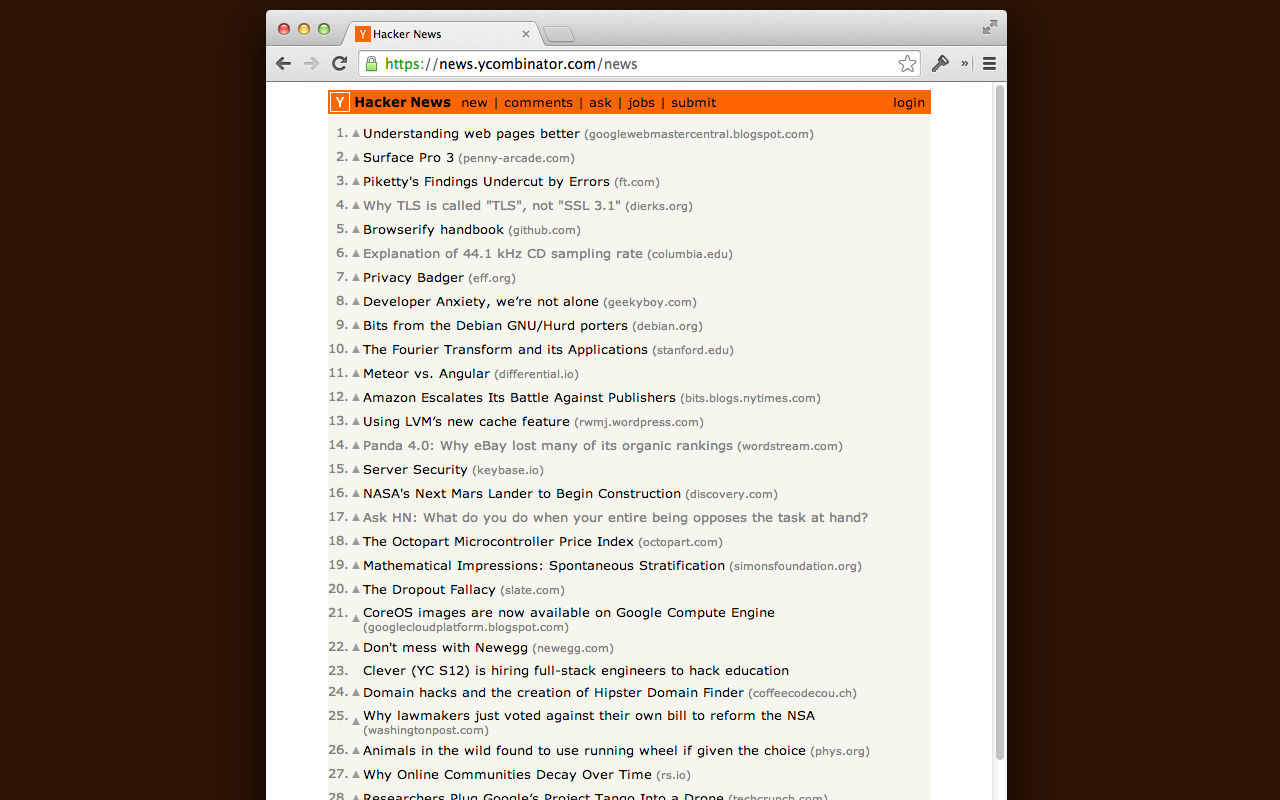 Y Hacker News
https://news.ycombinator.com/news
»
Y Hacker News new | comments | ask | jobs | submit login
1. Understanding web pages better (googlewebmastercentral.blogspot.com)
2. Surface Pro 3 (penny-arcade.com)
3. Piketty's Findings Undercut by Errors (ft.com)
4. Why TLS is called "TLS", not "SSL 3.1" (dierks.org)
5. Browserify handbook (github.com)
6. Explanation of 44.1 kHz CD sampling rate (columbia.edu)
7. Privacy Badger (eff.org)
8. Developer Anxiety, we’re not alone (geekyboy.com)
9. Bits from the Debian GNU/Hurd porters (debian.org)
10. The Fourier Transform and its Applications (stanford.edu)
11. Meteor vs. Angular (differential.io)
12. Amazon Escalates Its Battle Against Publishers (bits.blogs.nytimes.com)
13. Using LVM’s new cache feature (rwmj.wordpress.com)
14. Panda 4.0: Why eBay lost many of its organic rankings (wordstream.com)
15. Server Security (keybase.io)
16. NASA's Next Mars Lander to Begin Construction (discovery.com)
17. Ask HN: What do you do when your entire being opposes the task at hand?
18. The Octopart Microcontroller Price Index (octopart.com)
19. Mathematical Impressions: Spontaneous Stratification (simonsfoundation.org)
20. The Dropout Fallacy (slate.com)
21. CoreOS images are now available on Google Compute Engine
(googlecloudplatform.blogspot.com)
22. Don't mess with Newegg (newegg.com)
23. Clever (YC S12) is hiring full-stack engineers to hack education
24. Domain hacks and the creation of Hipster Domain Finder (coffeecodecou.ch)
25. Why lawmakers just voted against their own bill to reform the NSA
(washingtonpost.com)
26. Animals in the wild found to use running wheel if given the choice (phys.org)
27. Why Online Communities Decay Over Time (rs.io)
28. Researchers Plug Google’s Project Tango Into a Drone (techcrunch.com)